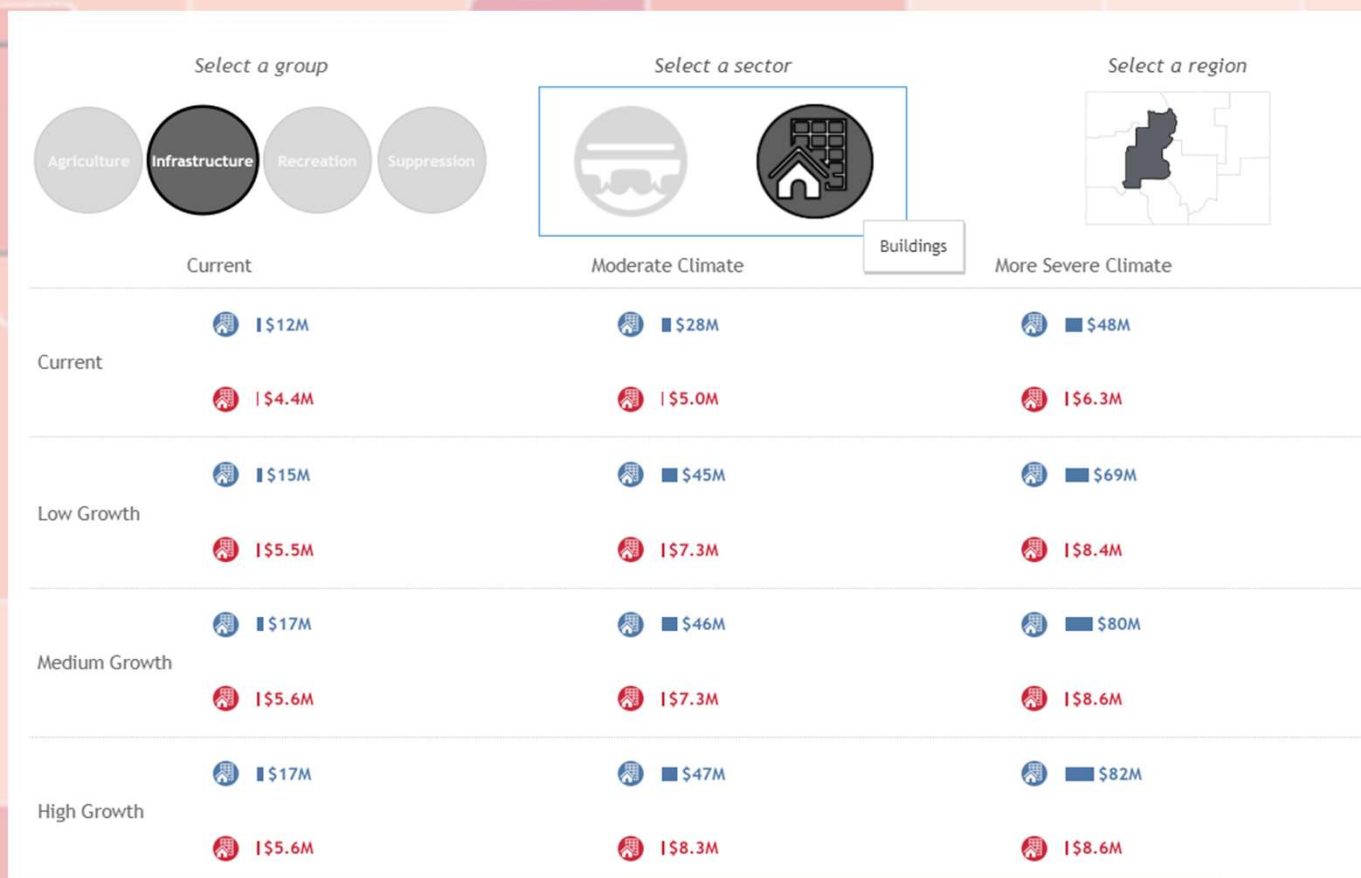 Select a group
Select a sector
Select a region
Agriculture
Infrastructure
Recreation
Suppression
Buildings
Current
Moderate Climate
More Severe Climate
$12M
$28M
$48M
Current
$4.4M
$5.0M
$6.3M
$15M
$45M
$69M
Low Growth
$5.5M
$7.3M
$8.4M
$17M
$46M
$80M
Medium Growth
$5.6M
$7.3M
$8.6M
$17M
$47M
$82M
High Growth
$5.6M
$8.3M
$8.6M